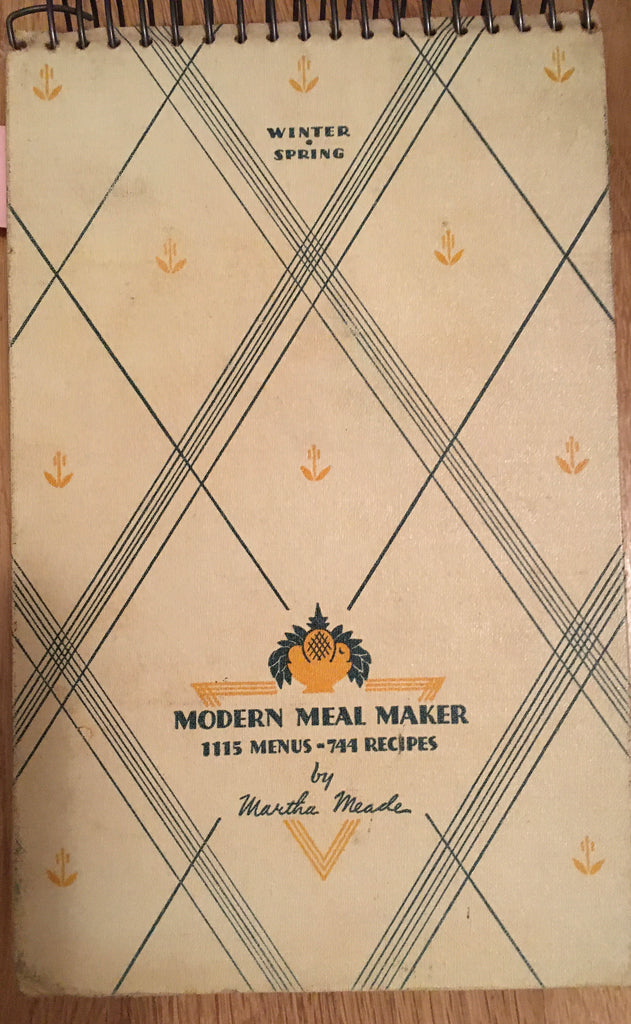 WINTER
•
SPRING
MODERN MEAL MAKER
1115 MENUS - 744 RECIPES
by
Martha Meade